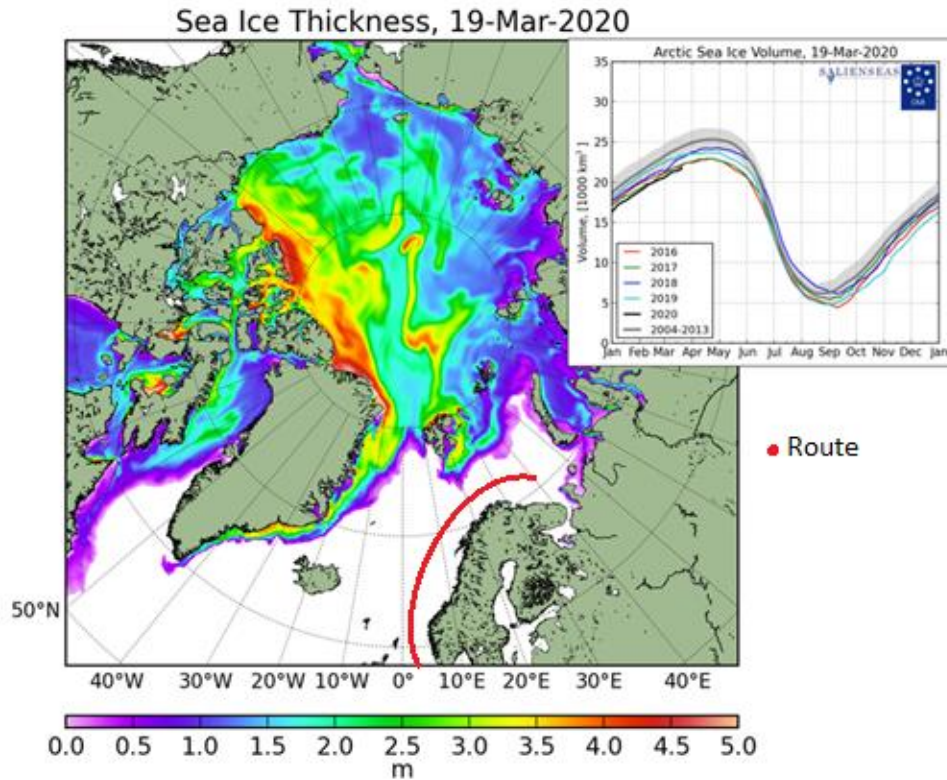 Sea Ice Thickness, 19-Mar-2020
Arctic Sea Ice Volume, 19-Mar-2020
SALIENSEAS
35
30
25
20
15
10
5
0
Volume, [1000 km³ ]
2016
2017
2018
2019
2020
2004-2013
Jan Feb Mar Apr May Jun Jul Aug Sep Oct Nov Dec Jan
Route
50°N
40°W 30°W 20°W 10°W 0° 10°E 20°E 30°E 40°E
0.0 0.5 1.0 1.5 2.0 2.5 3.0 3.5 4.0 4.5 5.0
m